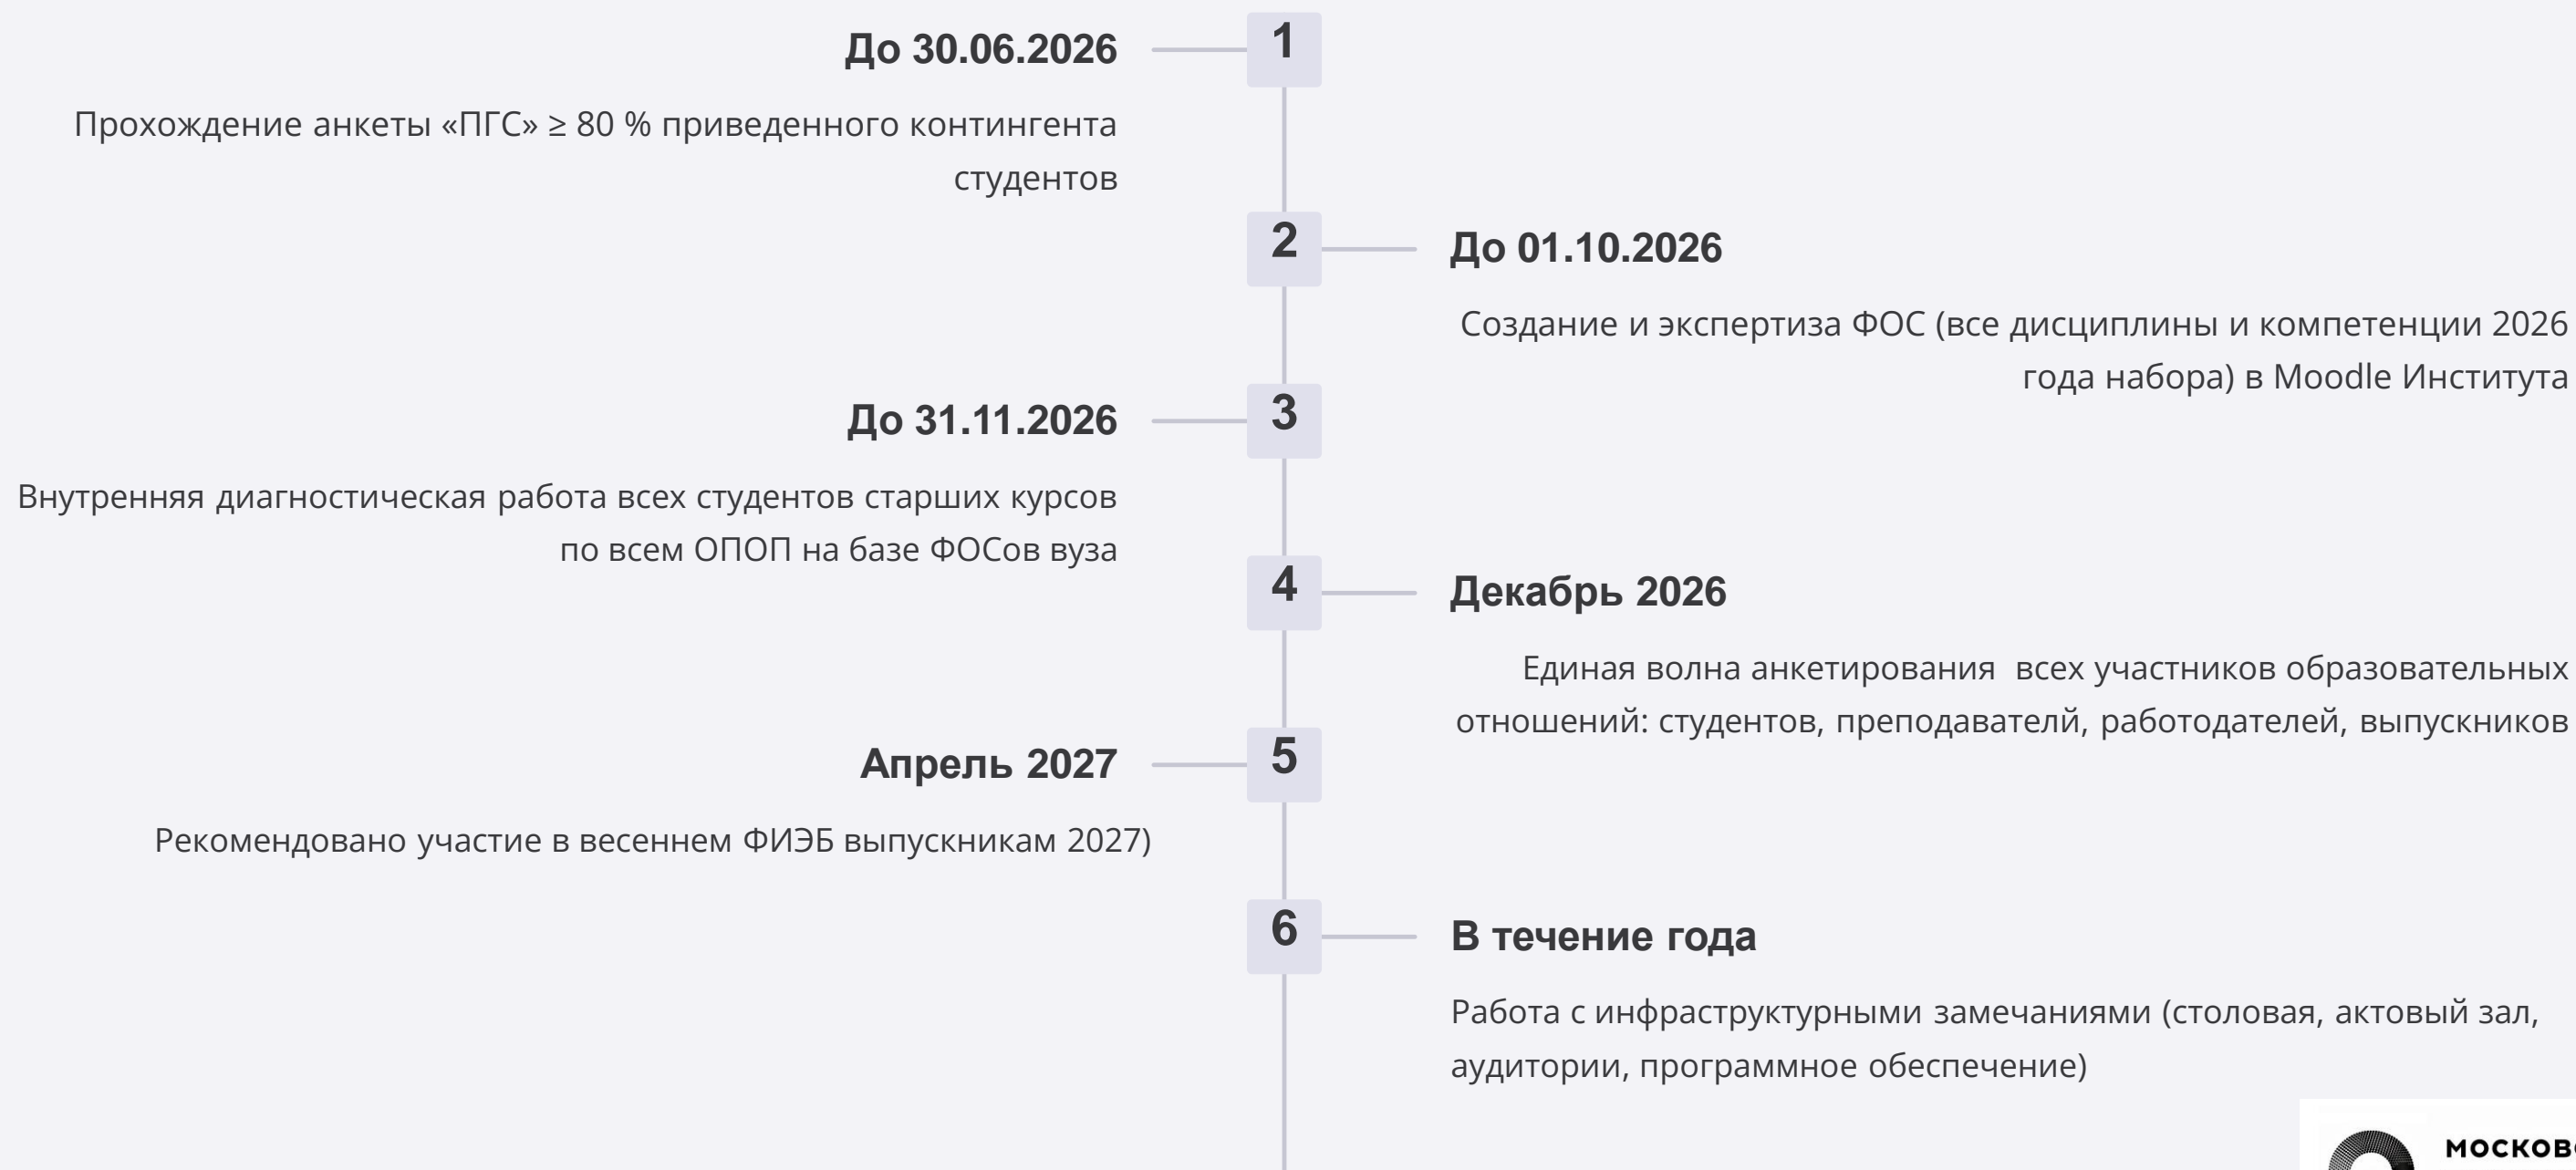 До 30.06.2026
1
Прохождение анкеты «ПГС» ≥ 80 % приведенного контингента
студентов
2
До 01.10.2026
Создание и экспертиза ФОС (все дисциплины и компетенции 2026
года набора) в Moodle Института
До 31.11.2026
3
Внутренняя диагностическая работа всех студентов старших курсов
по всем ОПОП на базе ФОСов вуза
4
Декабрь 2026
Единая волна анкетирования  всех участников образовательных
отношений: студентов, преподавателй, работодателей, выпускников
Апрель 2027
5
Рекомендовано участие в весеннем ФИЭБ выпускникам 2027)
6
В течение года
Работа с инфраструктурными замечаниями (столовая, актовый зал,
аудитории, программное обеспечение)